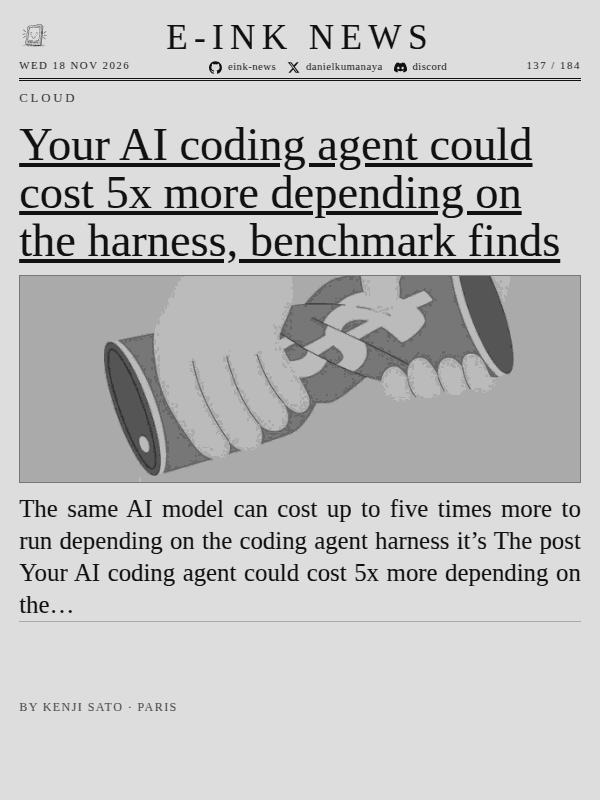 E-INK NEWS
WED 18 NOV 2026 eink-news danielkumanaya discord 137 / 184
CLOUD
Your AI coding agent could
cost 5x more depending on
the harness, benchmark finds
The same AI model can cost up to five times more to
run depending on the coding agent harness it’s The post
Your AI coding agent could cost 5x more depending on
the…
BY KENJI SATO · PARIS